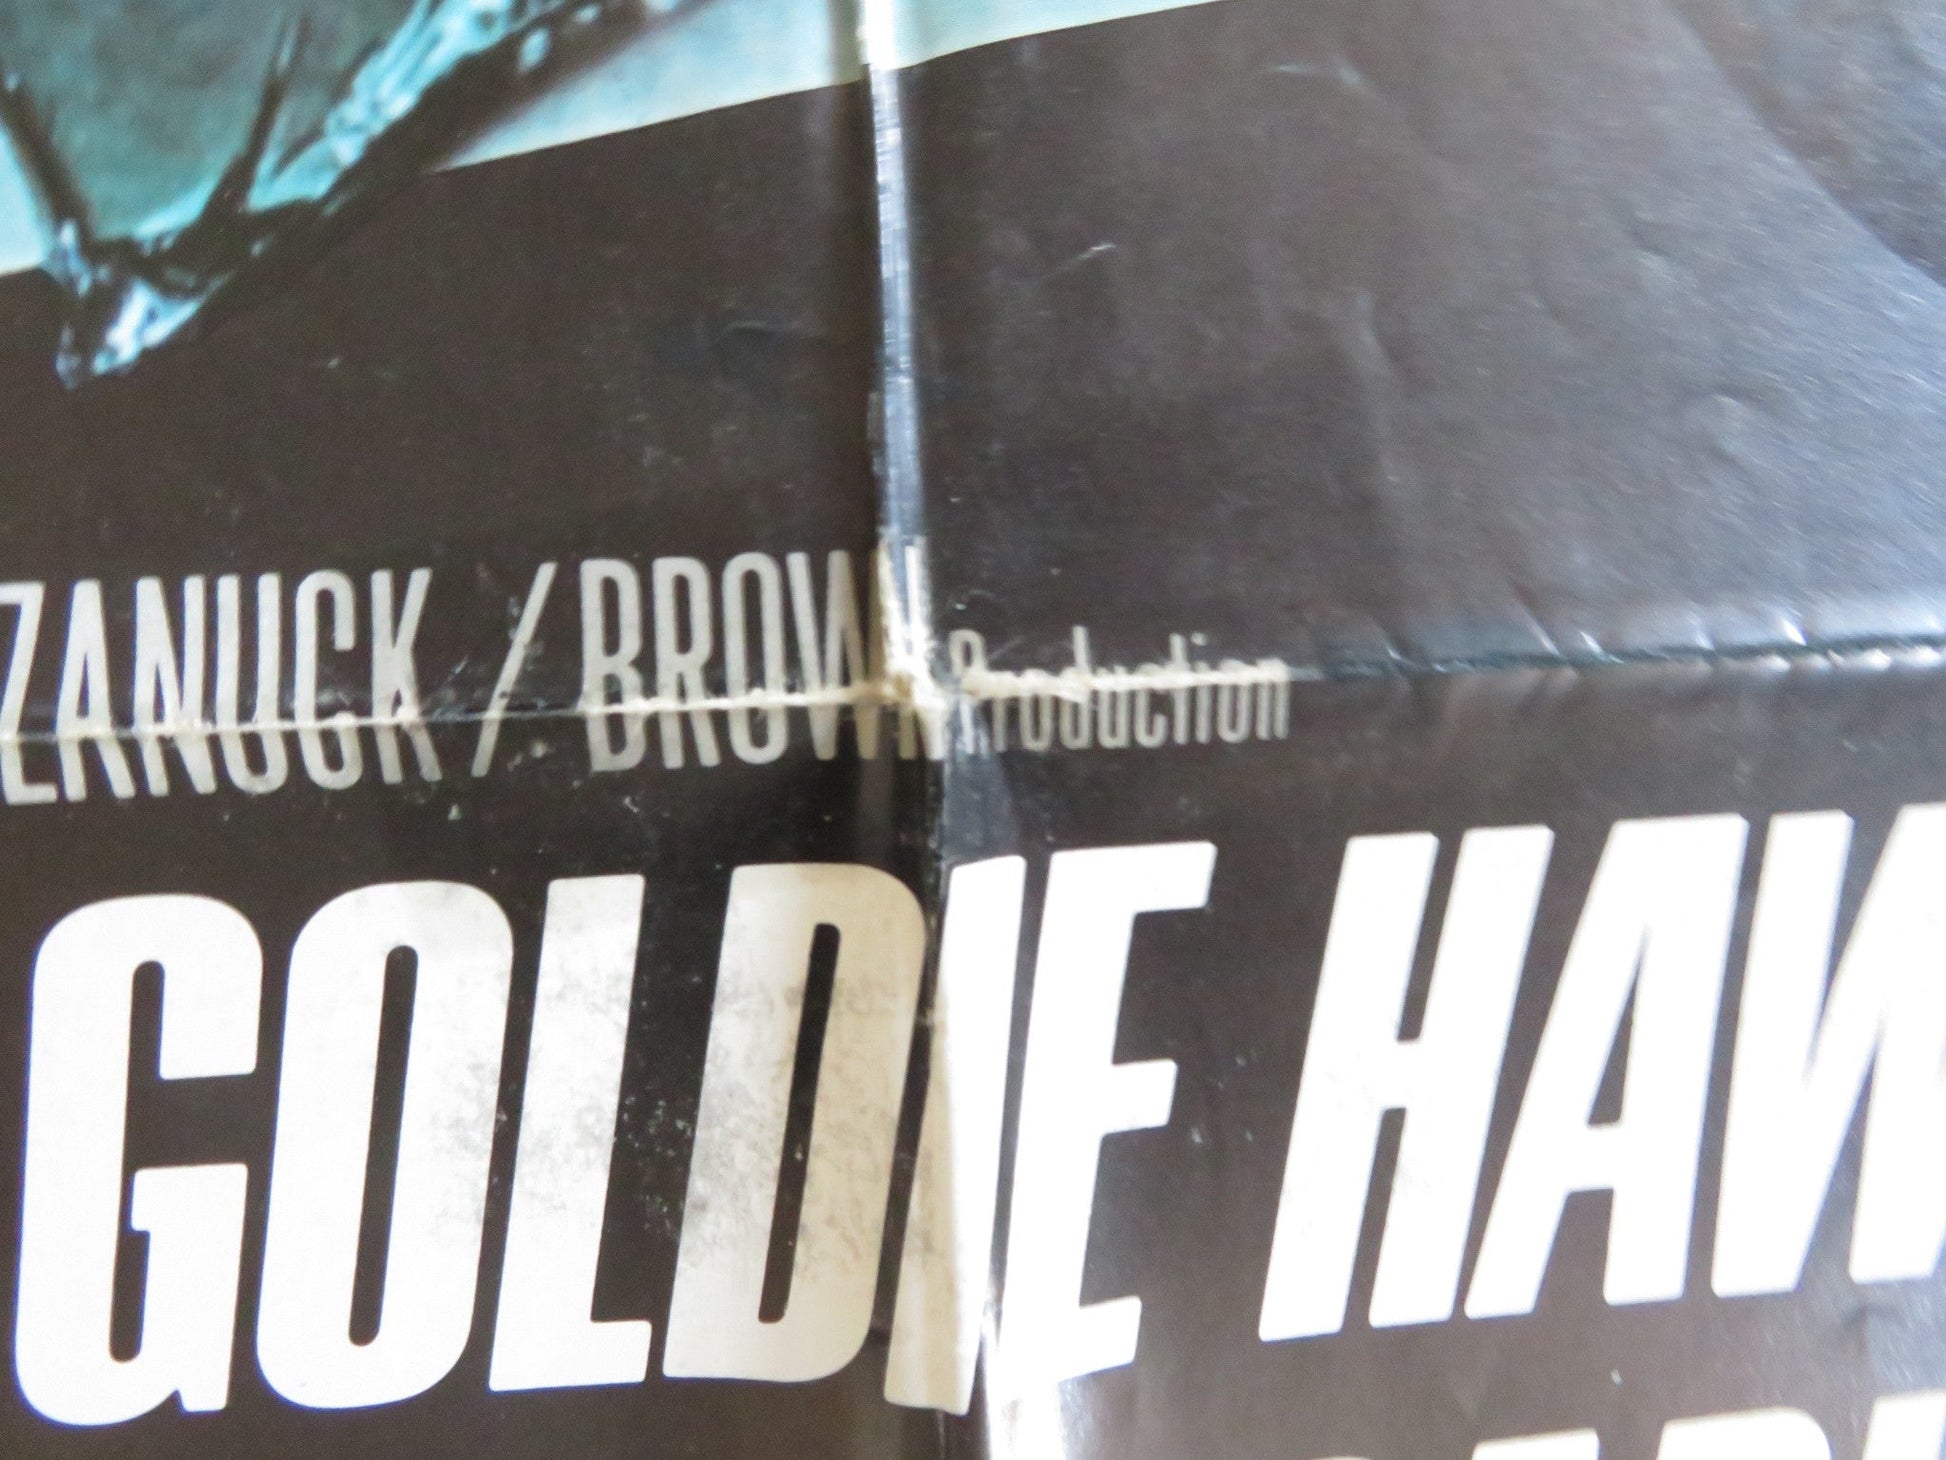 ZANUCK / BROWN Production
GOLDIE HAW